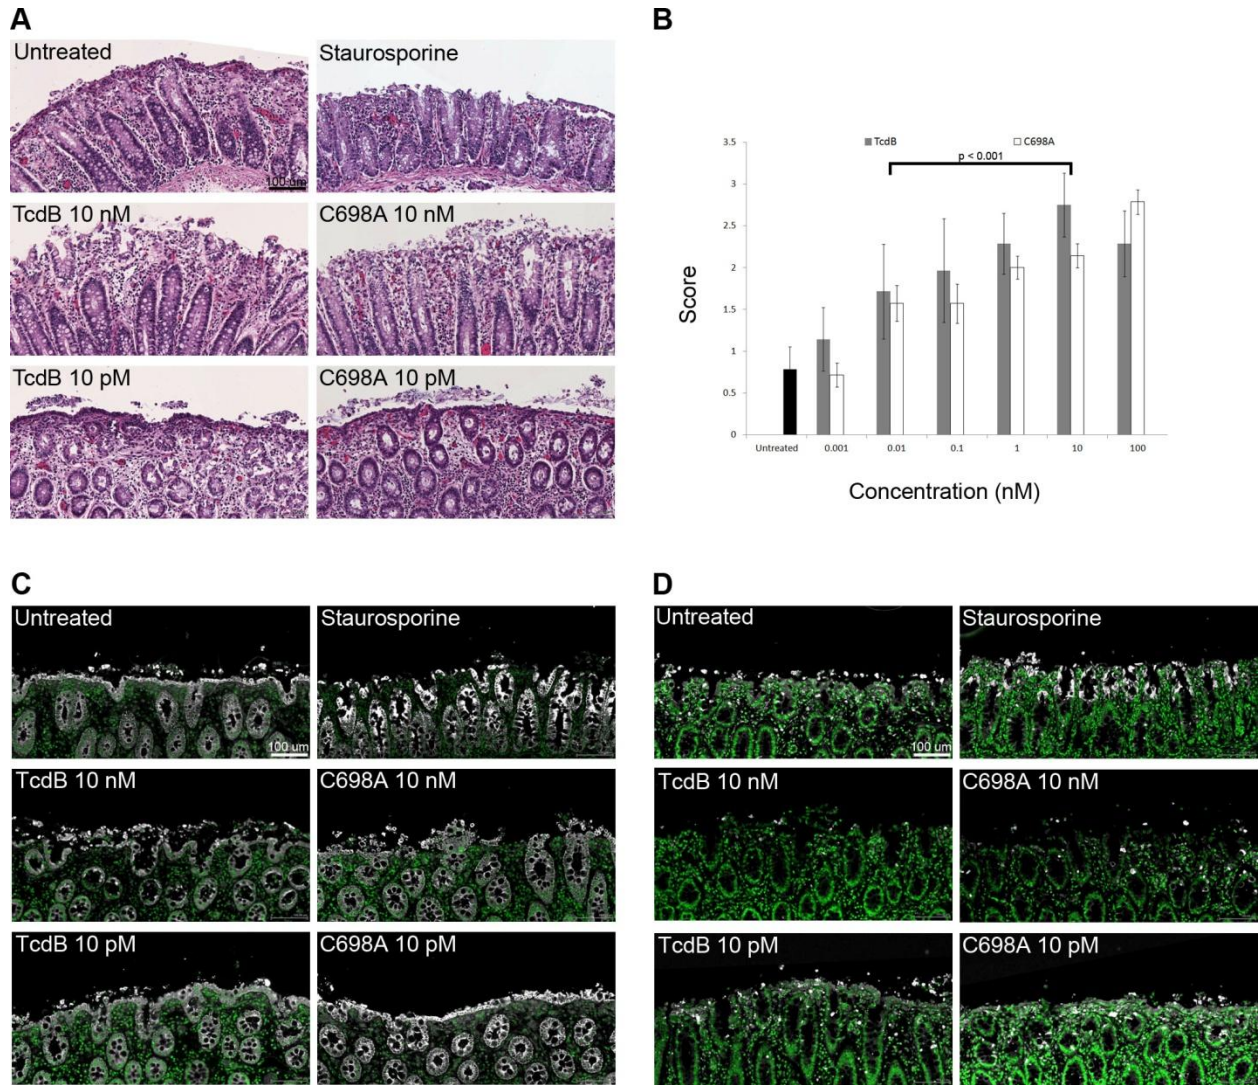 A
Untreated
Staurosporine
100 um
TcdB 10 nM
C698A 10 nM
TcdB 10 pM
C698A 10 pM
B
TcdB
C698A
p < 0.001
3.5
3
2.5
2
1.5
1
0.5
0
Score
Untreated 0.001 0.01 0.1 1 10 100
Concentration (nM)
C
Untreated
Staurosporine
100 um
TcdB 10 nM
C698A 10 nM
TcdB 10 pM
C698A 10 pM
D
Untreated
Staurosporine
100 um
TcdB 10 nM
C698A 10 nM
TcdB 10 pM
C698A 10 pM